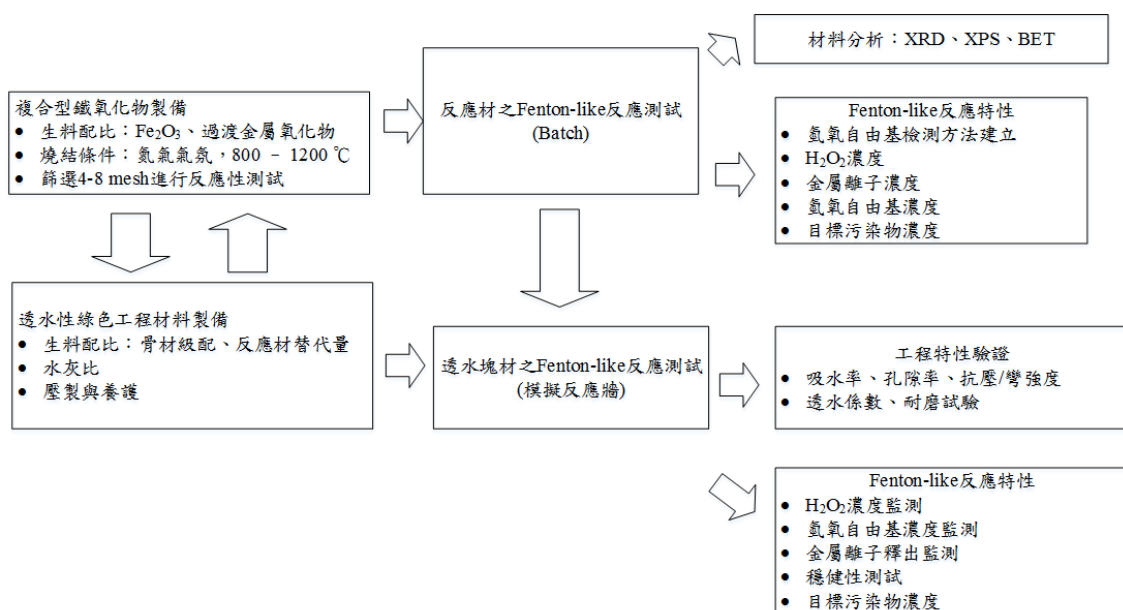 材料分析：XRD、XPS、BET
複合型鐵氧化物製備
● 生料配比：Fe₂O₃、過渡金屬氧化物
● 燒結條件：氮氣氣氛，800 – 1200 ℃
● 篩選4-8 mesh進行反應性測試
反應材之Fenton-like反應測試
(Batch)
Fenton-like反應特性
● 氫氧自由基檢測方法建立
● H₂O₂濃度
● 金屬離子濃度
● 氫氧自由基濃度
● 目標污染物濃度
透水性綠色工程材料製備
● 生料配比：骨材級配、反應材替代量
● 水灰比
● 壓製與養護
透水塊材之Fenton-like反應測試
(模擬反應牆)
工程特性驗證
● 吸水率、孔隙率、抗壓/彎強度
● 透水係數、耐磨試驗
Fenton-like反應特性
● H₂O₂濃度監測
● 氫氧自由基濃度監測
● 金屬離子釋出監測
● 穩健性測試
● 目標污染物濃度